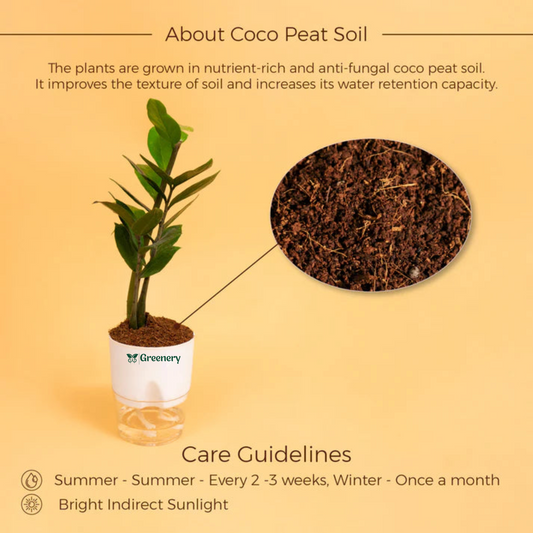 About Coco Peat Soil
The plants are grown in nutrient-rich and anti-fungal coco peat soil.
It improves the texture of soil and increases its water retention capacity.
Greenery
Care Guidelines
Summer - Summer - Every 2 -3 weeks, Winter - Once a month
Bright Indirect Sunlight